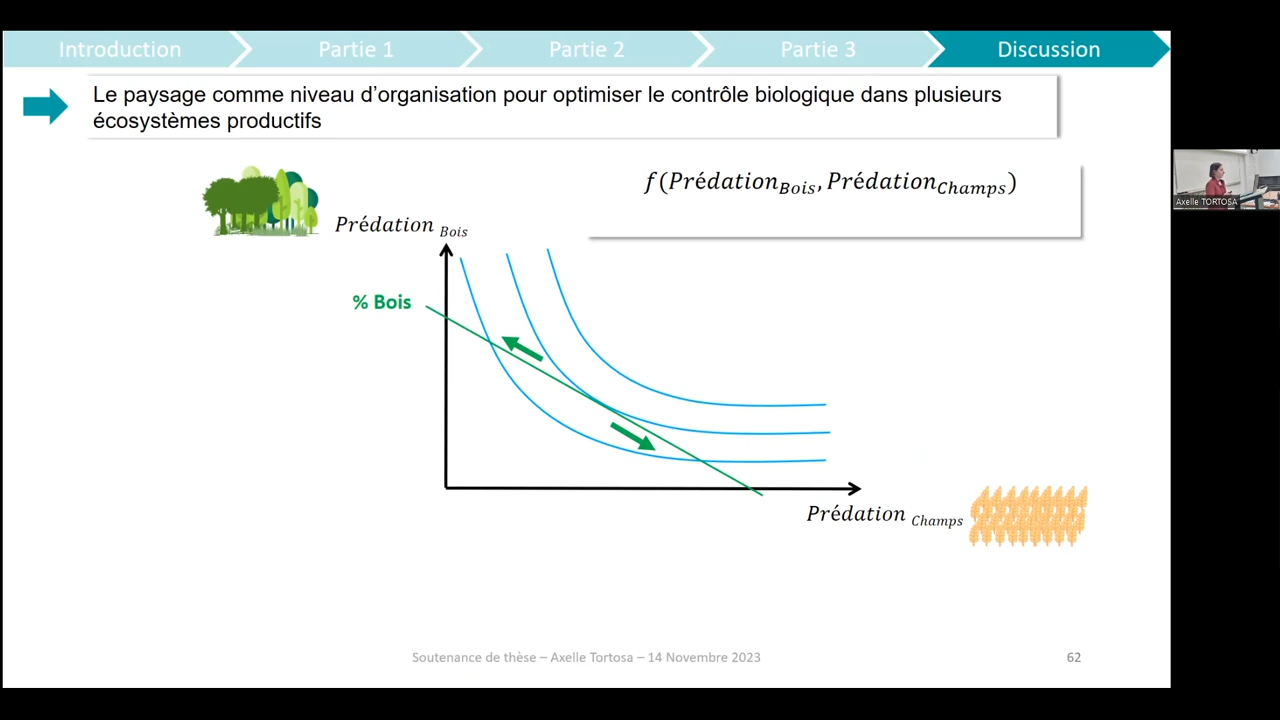 Introduction
Partie 1
Partie 2
Partie 3
Discussion
Le paysage comme niveau d’organisation pour optimiser le contrôle biologique dans plusieurs
écosystèmes productifs
f(Prédation_Bois, Prédation_Champs)
Prédation Bois
% Bois
Prédation Champs
Axelle TORTOSA
Soutenance de thèse – Axelle Tortosa – 14 Novembre 2023
62